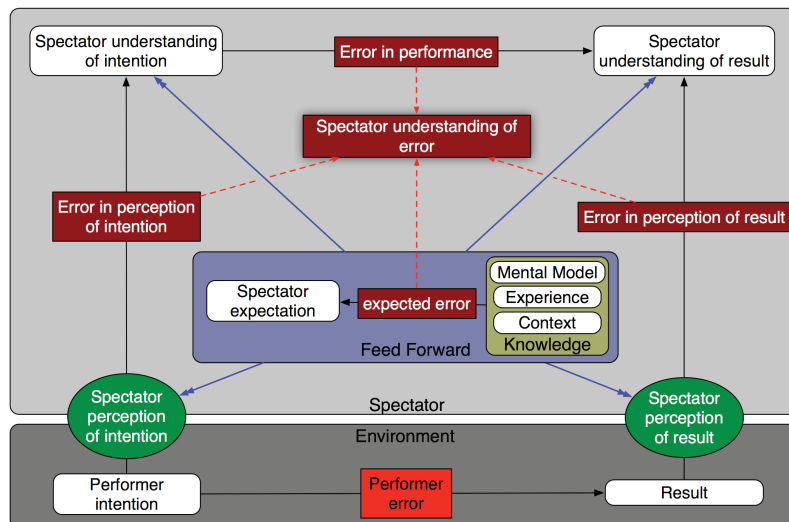 Spectator understanding
of intention
Error in performance
Spectator
understanding of result
Spectator understanding of
error
Error in perception
of intention
Error in perception of result
Spectator
expectation
expected error
Mental Model
Experience
Context
Knowledge
Feed Forward
Spectator
perception
of intention
Spectator
Spectator
perception
of result
Environment
Performer
intention
Performer
error
Result